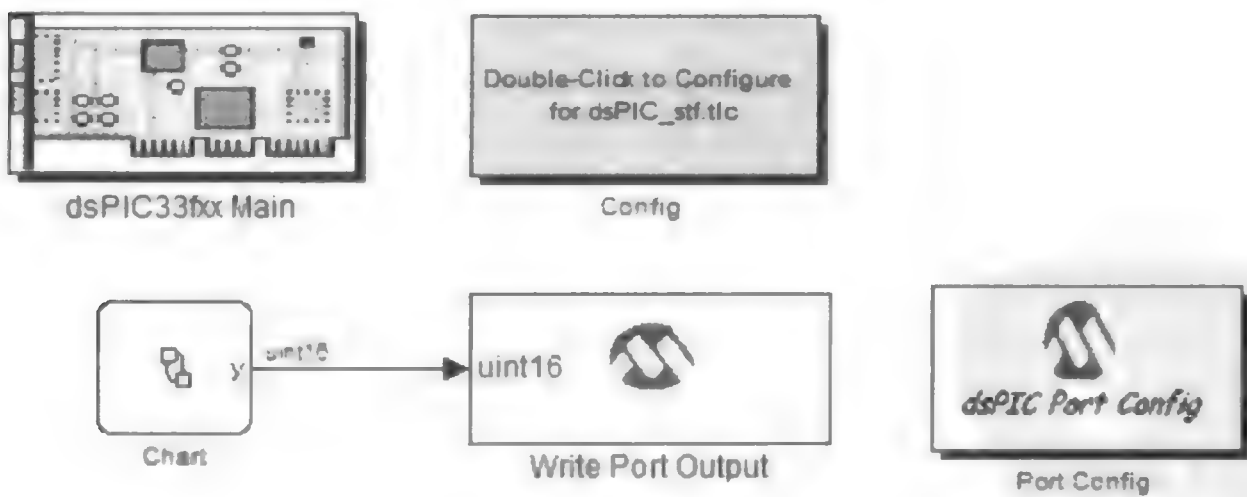 Double-Click to Configure
for dsPIC_stf.tlc
dsPIC33fxx Main
Config
y
uint16
uint16
dsPIC Port Config
Chart
Write Port Output
Port Config